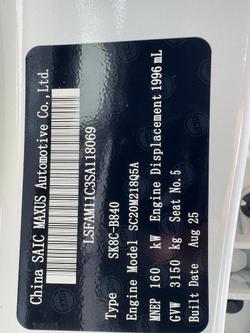 China SAIC MAXUS Automotive Co., Ltd.
LSFAM11C3SA118069
Type SK8C-B840
Engine Model SC20M218Q5A
MNEP 160 kW Engine Displacement 1996 mL
GVW 3150 kg Seat No. 5
Built Date Aug 25